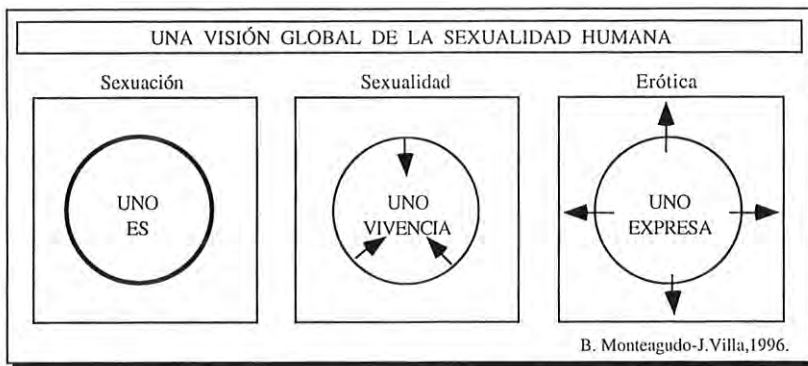 UNA VISIÓN GLOBAL DE LA SEXUALIDAD HUMANA
Sexuación
Sexualidad
Erótica
UNO
ES
UNO
VIVENCIA
UNO
EXPRESA
B. Monteagudo-J.Villa,1996.